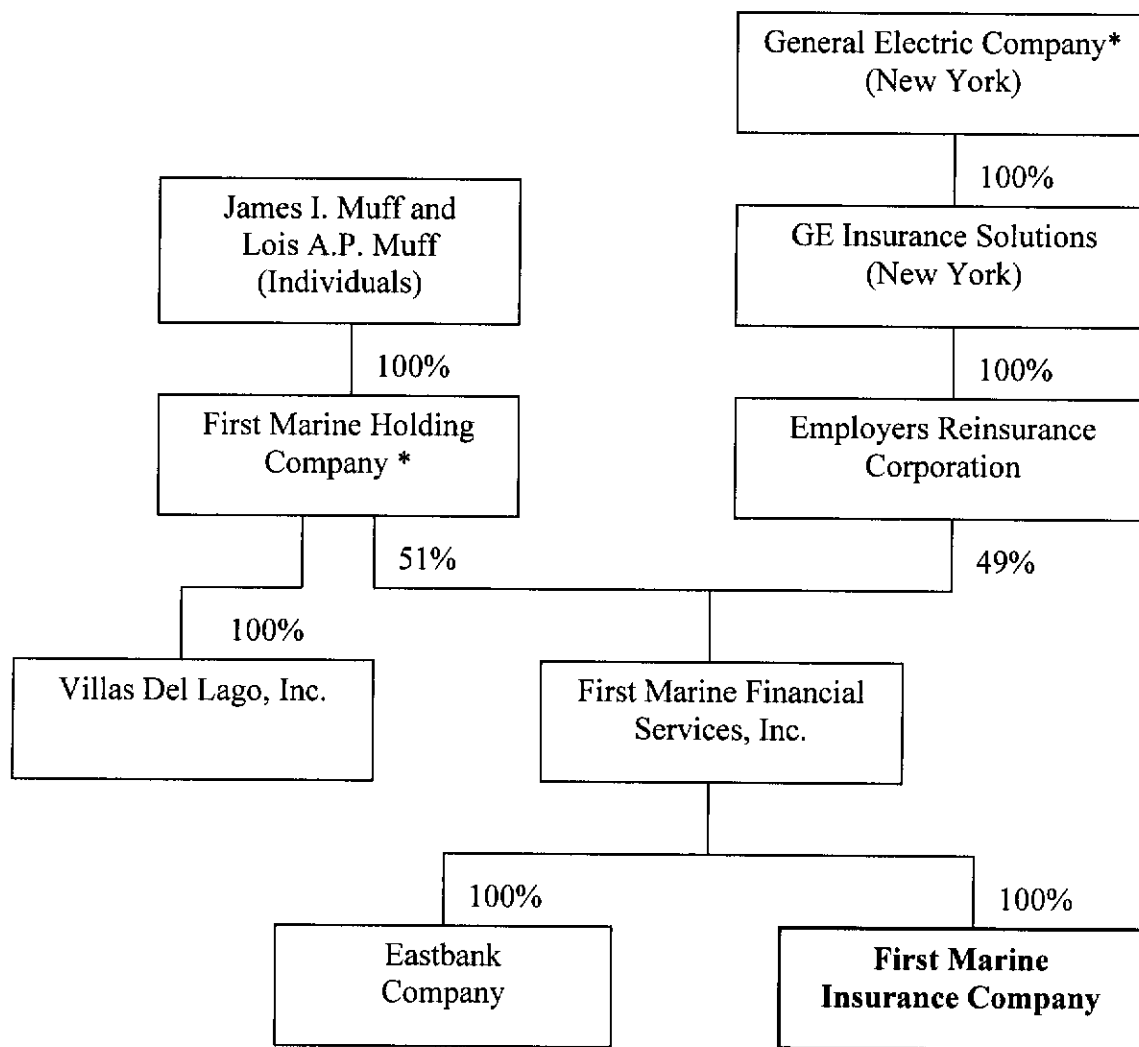 General Electric Company*
(New York)
100%
James I. Muff and
Lois A.P. Muff
(Individuals)
GE Insurance Solutions
(New York)
100%
100%
First Marine Holding
Company *
Employers Reinsurance
Corporation
51%
49%
100%
Villas Del Lago, Inc.
First Marine Financial
Services, Inc.
100%
100%
Eastbank
Company
First Marine
Insurance Company